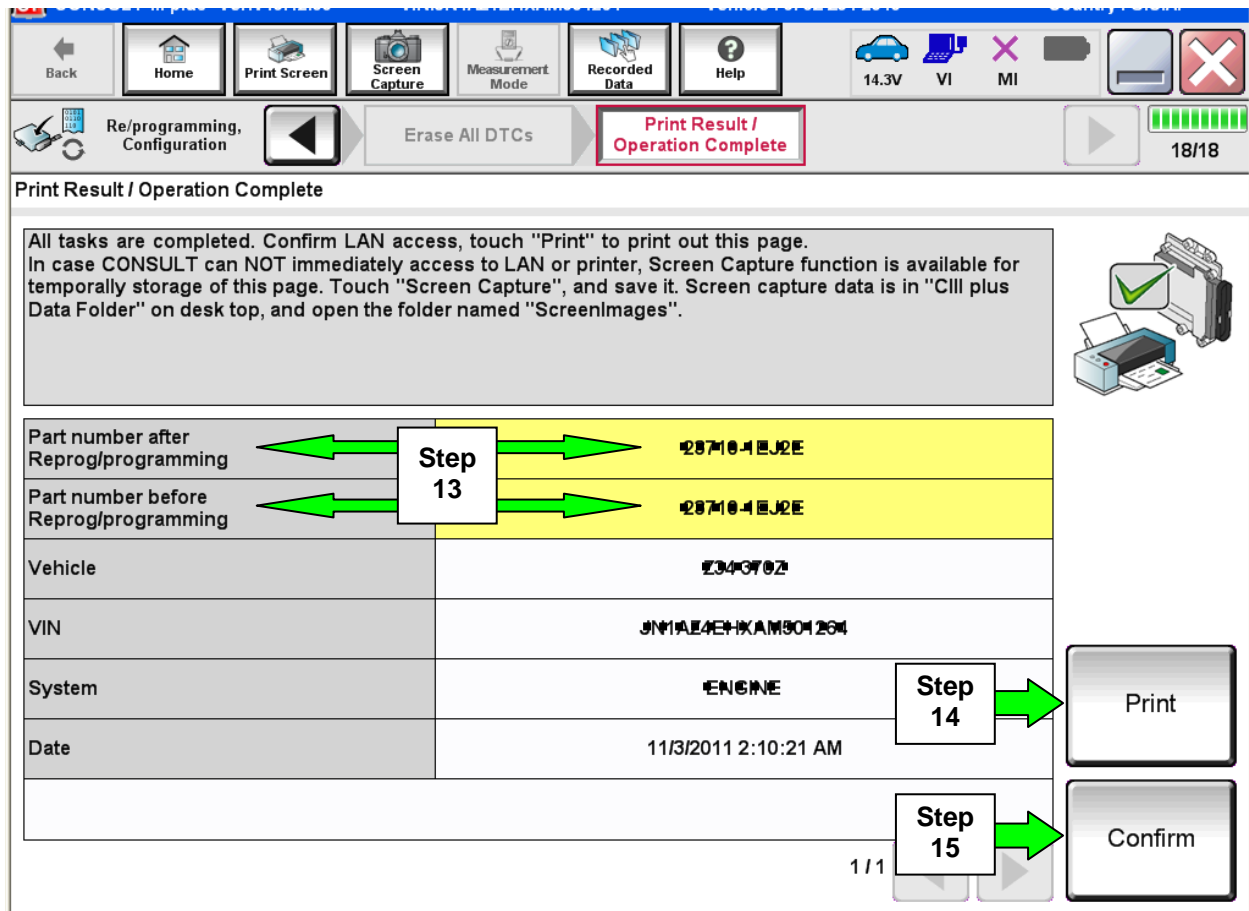 Back
Home
Print Screen
Screen
Capture
Measurement
Mode
Recorded
Data
Help
14.3V VI MI
Re/programming,
Configuration
Erase All DTCs
Print Result /
Operation Complete
18/18
Print Result / Operation Complete
All tasks are completed. Confirm LAN access, touch "Print" to print out this page.
In case CONSULT can NOT immediately access to LAN or printer, Screen Capture function is available for
temporally storage of this page. Touch "Screen Capture", and save it. Screen capture data is in "CIII plus
Data Folder" on desk top, and open the folder named "ScreenImages".
Part number after
Reprog/programming
Step
13
Part number before
Reprog/programming
Vehicle
VIN
System
ENGINE
Step
14
Print
Date
11/3/2011 2:10:21 AM
Step
15
Confirm
1/1